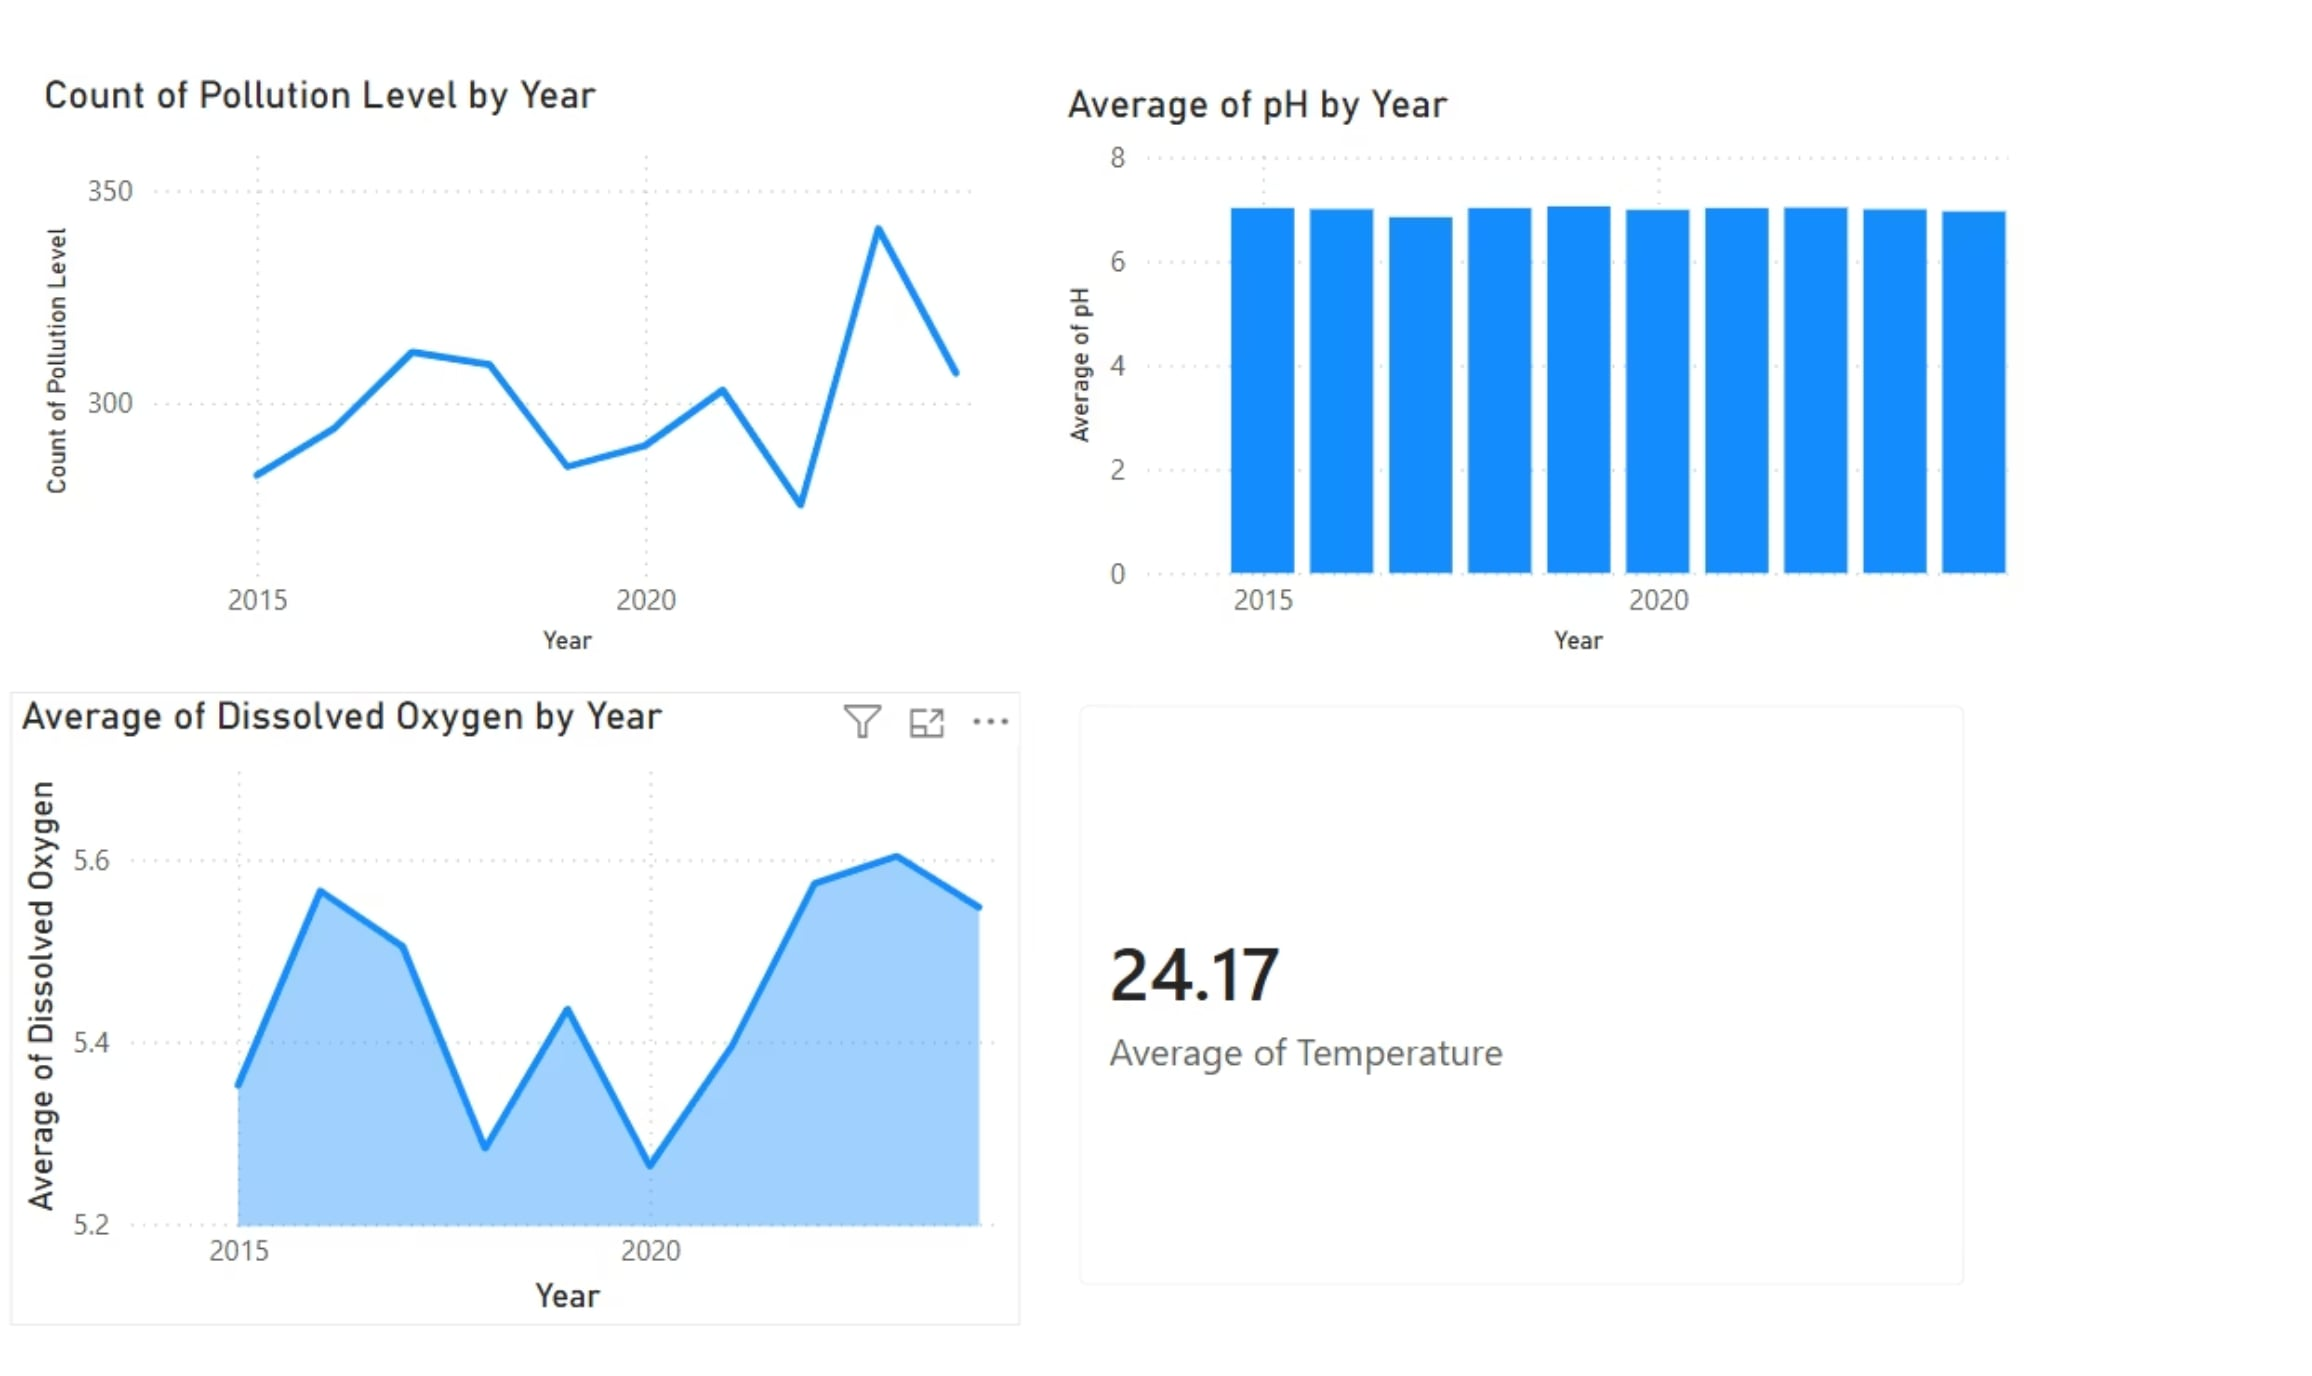 Count of Pollution Level by Year
350
300
Count of Pollution Level
2015
2020
Year
Average of pH by Year
8
6
4
2
0
Average of pH
2015
2020
Year
Average of Dissolved Oxygen by Year
5.6
5.4
5.2
Average of Dissolved Oxygen
2015
2020
Year
24.17
Average of Temperature